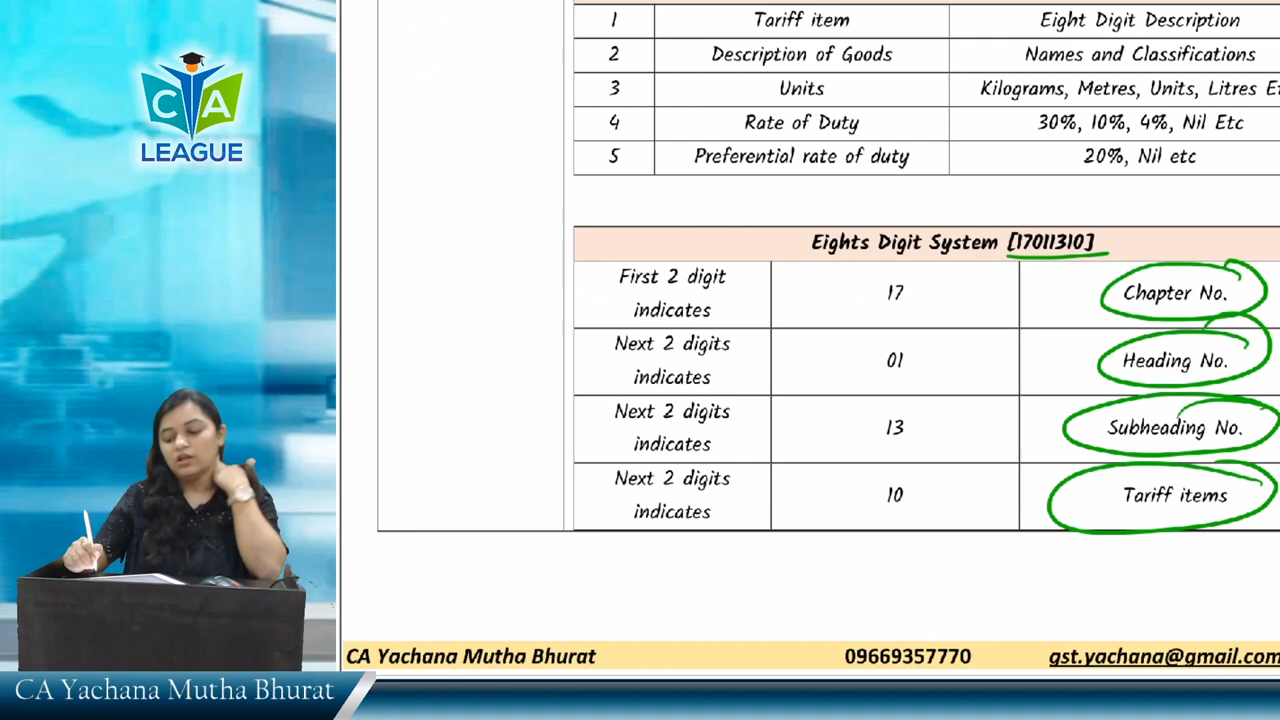 C A
LEAGUE
1 Tariff item Eight Digit Description
2 Description of Goods Names and Classifications
3 Units Kilograms, Metres, Units, Litres Et
4 Rate of Duty 30%, 10%, 4%, Nil Etc
5 Preferential rate of duty 20%, Nil etc
Eights Digit System [17011310]
First 2 digit
indicates
17
Chapter No.
Next 2 digits
indicates
01
Heading No.
Next 2 digits
indicates
13
Subheading No.
Next 2 digits
indicates
10
Tariff items
CA Yachana Mutha Bhurat 09669357770 gst.yachana@gmail.com
CA Yachana Mutha Bhurat